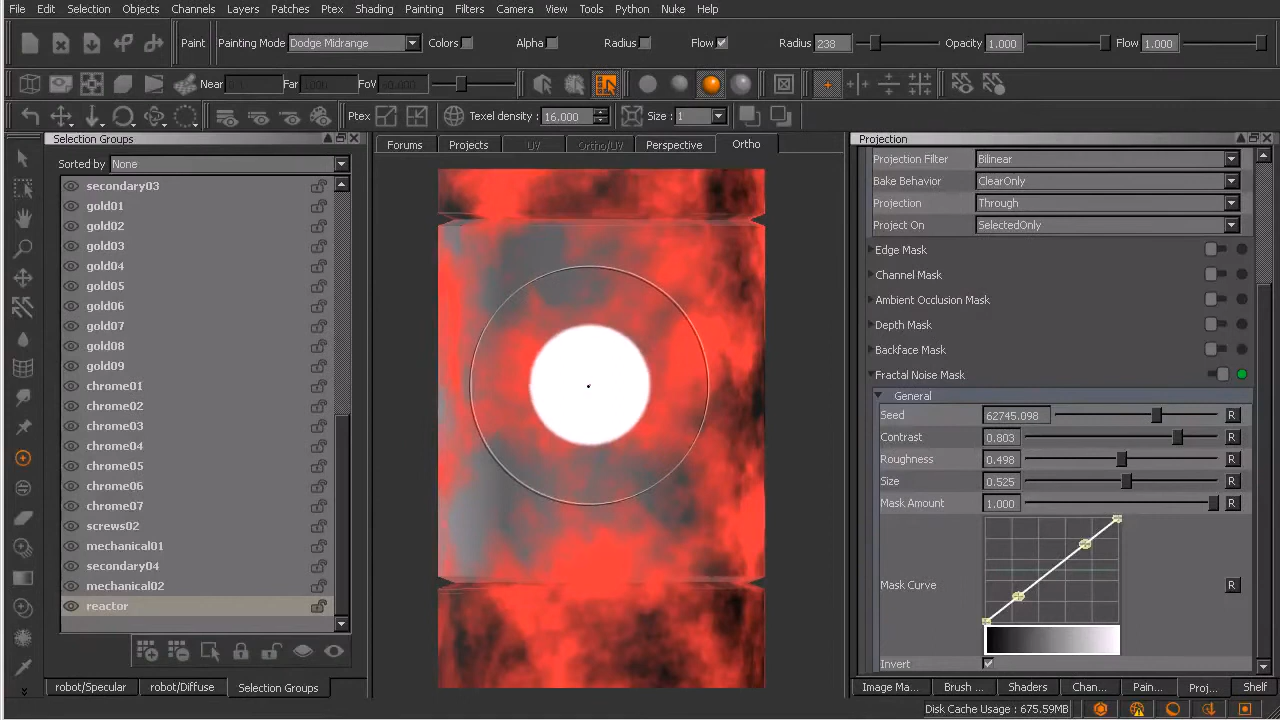 File Edit Selection Objects Channels Layers Patches Ptex Shading Painting Filters Camera View Tools Python Nuke Help
Paint Painting Mode Dodge Midrange Colors Alpha Radius Flow Radius 238 Opacity 1.000 Flow 1.000
Near 0.1 Far FoV
Ptex Texel density: 16.000 Size: 1
Selection Groups
Forums Projects UV Ortho/UV Perspective Ortho
Projection
Sorted by None
secondary03
gold01
gold02
gold03
gold04
gold05
gold06
gold07
gold08
gold09
chrome01
chrome02
chrome03
chrome04
chrome05
chrome06
chrome07
screws02
mechanical01
secondary04
mechanical02
reactor
Projection Filter Bilinear
Bake Behavior ClearOnly
Projection Through
Project On SelectedOnly
Edge Mask
Channel Mask
Ambient Occlusion Mask
Depth Mask
Backface Mask
Fractal Noise Mask
General
Seed 62745.098 R
Contrast 0.803 R
Roughness 0.498 R
Size 0.525 R
Mask Amount 1.000 R
Mask Curve R
Invert
robot/Specular robot/Diffuse Selection Groups
Image Ma... Brush ... Shaders Chan... Pain... Proj... Shelf
Disk Cache Usage : 675.59MB